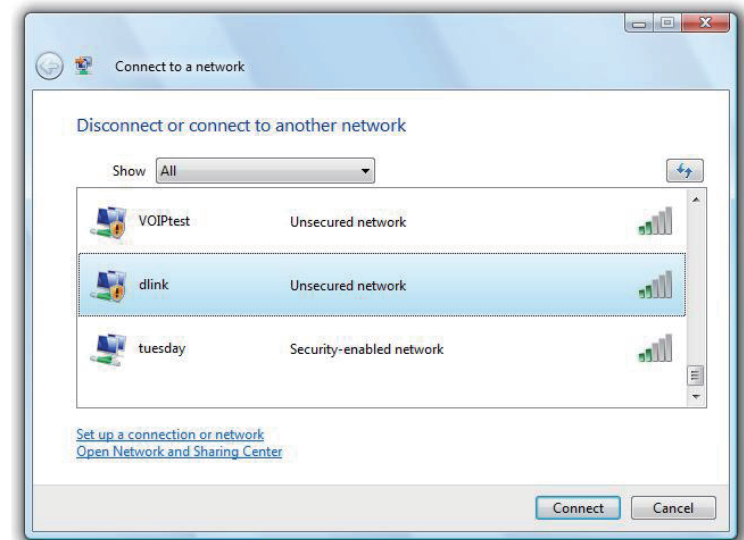 Connect to a network
Disconnect or connect to another network
Show All
VOIPtest Unsecured network
dlink Unsecured network
tuesday Security-enabled network
Set up a connection or network
Open Network and Sharing Center
Connect Cancel